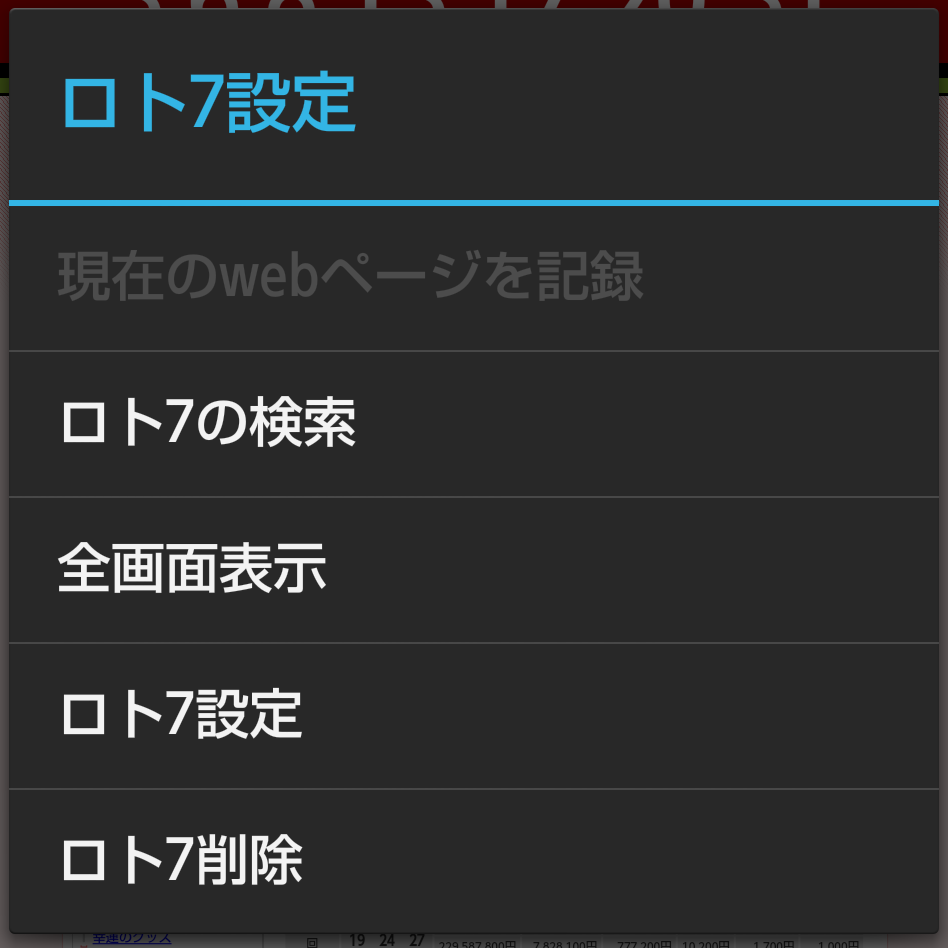 ロト7設定
現在のwebページを記録
ロト7の検索
全画面表示
ロト7設定
ロト7削除
幸運のグッズ
回 19 24 27 229,587,800円 7,828,100円 777,200円 10,200円 1,700円 1,000円